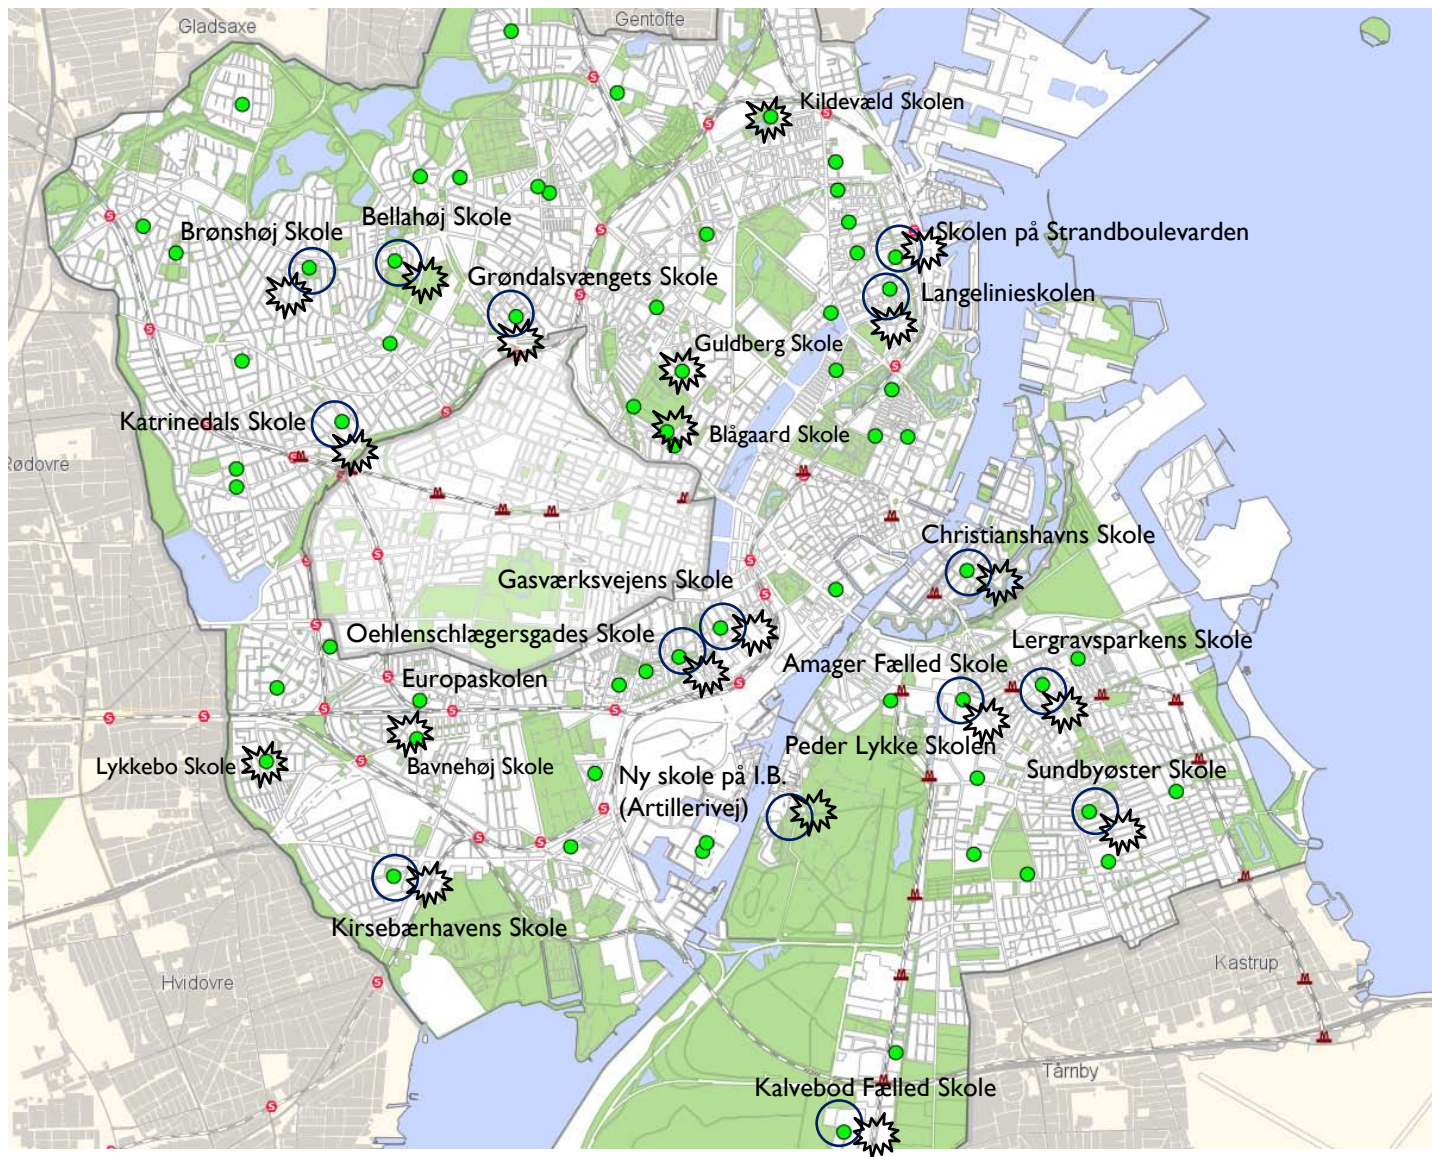 Gladsaxe
Gentofte
Kildevæld Skolen
Bellahøj Skole
Brønshøj Skole
Skolen på Strandboulevarden
Grøndalsvængets Skole
Langelinieskolen
Guldberg Skole
Katrinedals Skole
Blågaard Skole
Rødovre
Christianshavns Skole
Gasværksvejens Skole
Oehlenschlægersgades Skole
Lergravsparkens Skole
Amager Fælled Skole
Europaskolen
Peder Lykke Skolen
Lykkebo Skole
Bavnehøj Skole
Ny skole på I.B.
(Artillerivej)
Sundbyøster Skole
Kirsebærhavens Skole
Hvidovre
Kastrup
Tårnby
Kalvebod Fælled Skole